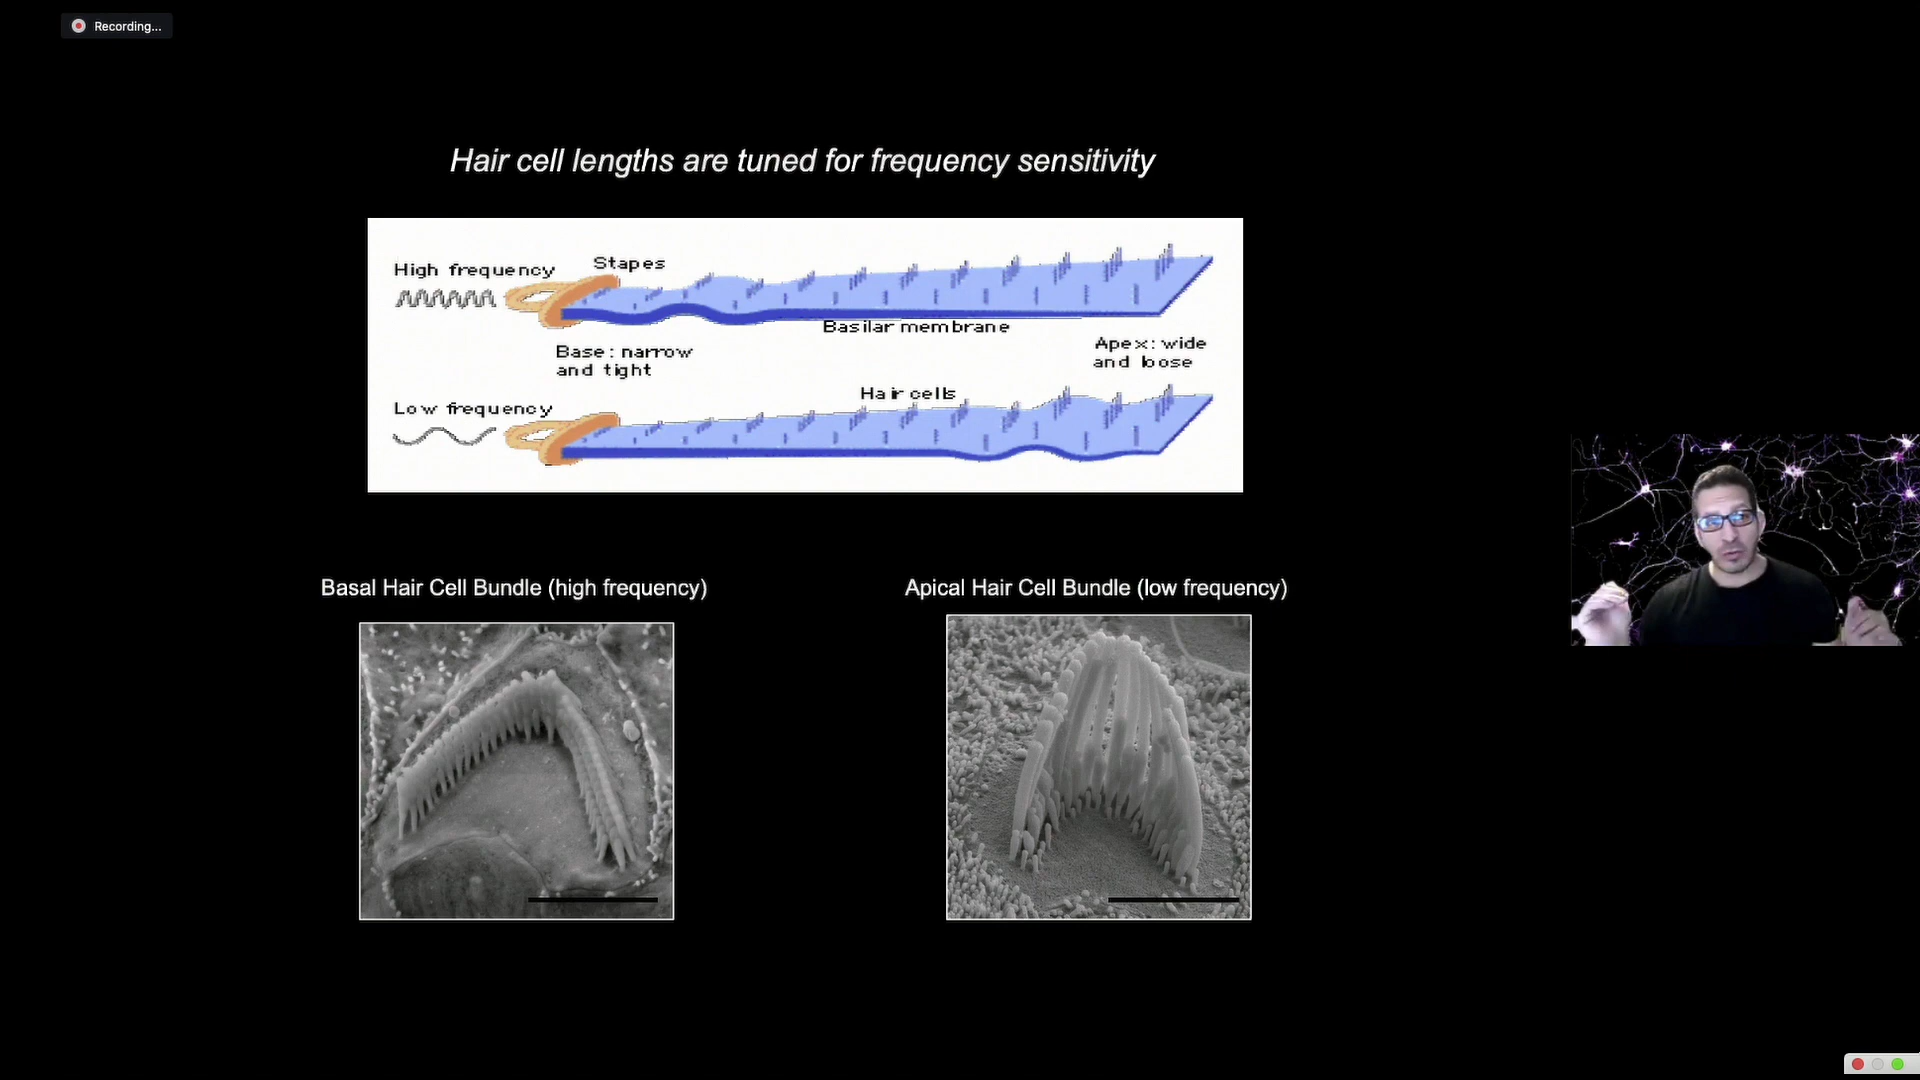 Recording...
Hair cell lengths are tuned for frequency sensitivity
High frequency
Stapes
Basilar membrane
Base: narrow
and tight
Apex: wide
and loose
Hair cells
Low frequency
Basal Hair Cell Bundle (high frequency)
Apical Hair Cell Bundle (low frequency)